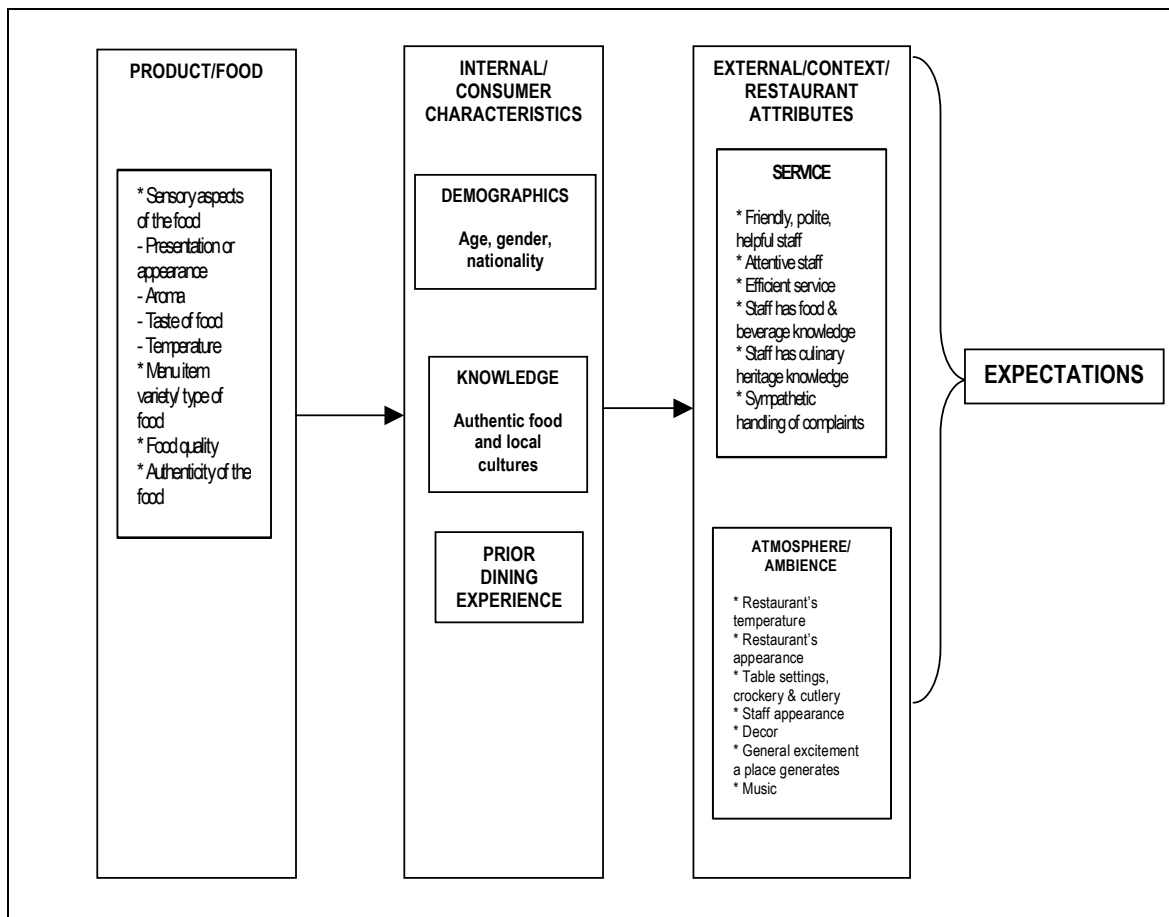 PRODUCT/FOOD
* Sensory aspects
of the food
- Presentation or
appearance
- Aroma
- Taste of food
- Temperature
* Menu item
variety/ type of
food
* Food quality
* Authenticity of the
food
INTERNAL/
CONSUMER
CHARACTERISTICS
DEMOGRAPHICS
Age, gender,
nationality
KNOWLEDGE
Authentic food
and local
cultures
PRIOR
DINING
EXPERIENCE
EXTERNAL/CONTEXT/
RESTAURANT
ATTRIBUTES
SERVICE
* Friendly, polite,
helpful staff
* Attentive staff
* Efficient service
* Staff has food &
beverage knowledge
* Staff has culinary
heritage knowledge
* Sympathetic
handling of complaints
ATMOSPHERE/
AMBIENCE
* Restaurant's
temperature
* Restaurant's
appearance
* Table settings,
crockery & cutlery
* Staff appearance
* Decor
* General excitement
a place generates
* Music
EXPECTATIONS